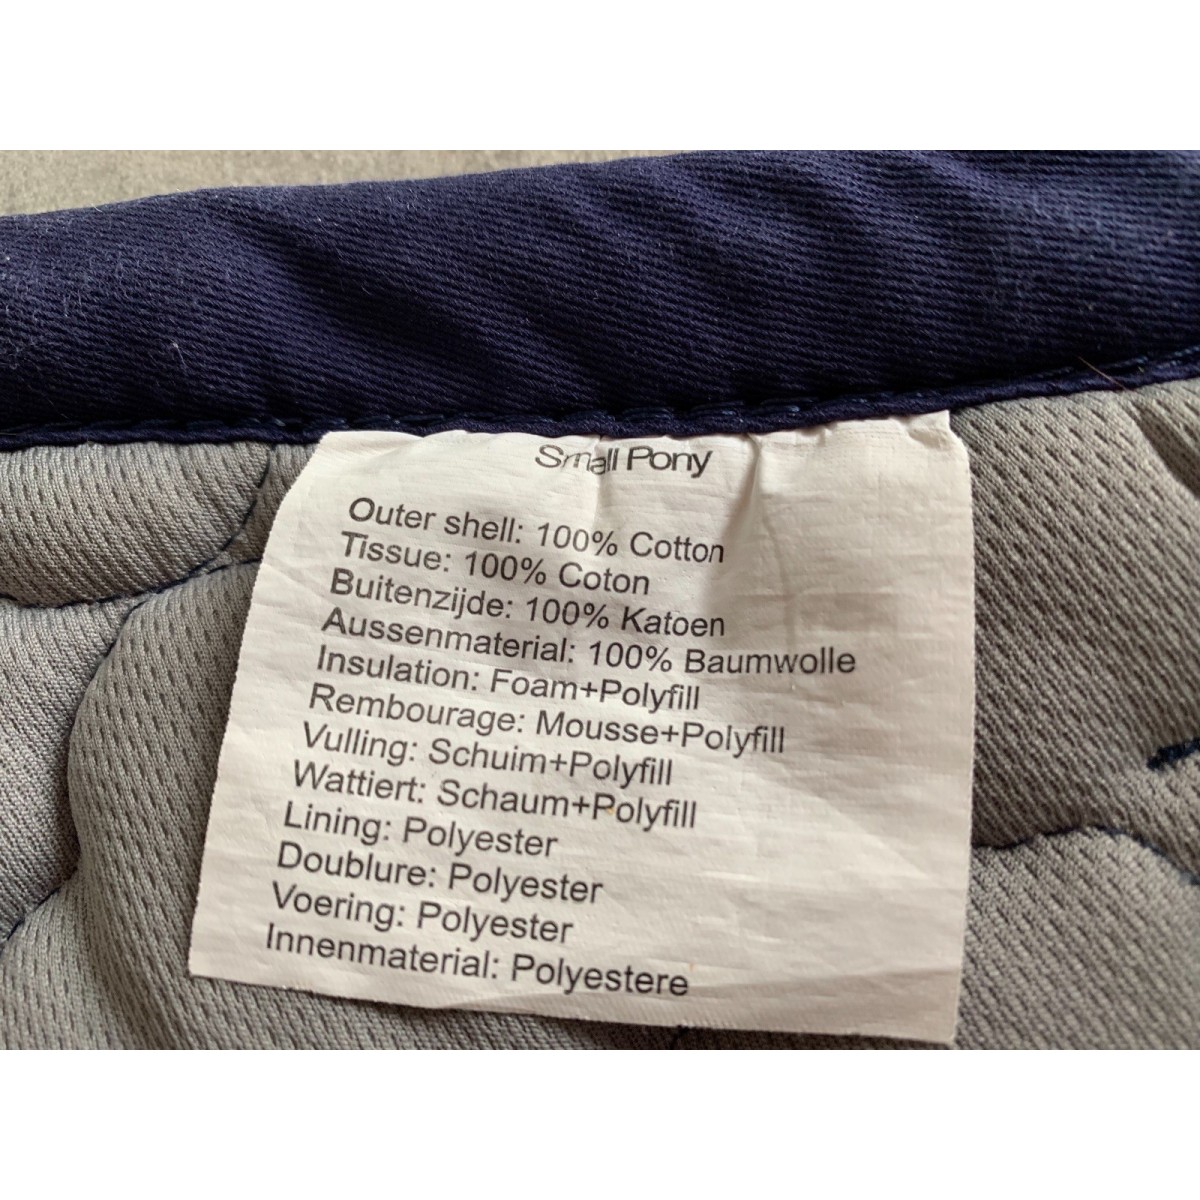 Small Pony
Outer shell: 100% Cotton
Tissue: 100% Coton
Buitenzijde: 100% Katoen
Aussenmaterial: 100% Baumwolle
Insulation: Foam+Polyfill
Rembourage: Mousse+Polyfill
Vulling: Schuim+Polyfill
Wattiert: Schaum+Polyfill
Lining: Polyester
Doublure: Polyester
Voering: Polyester
Innenmaterial: Polyestere